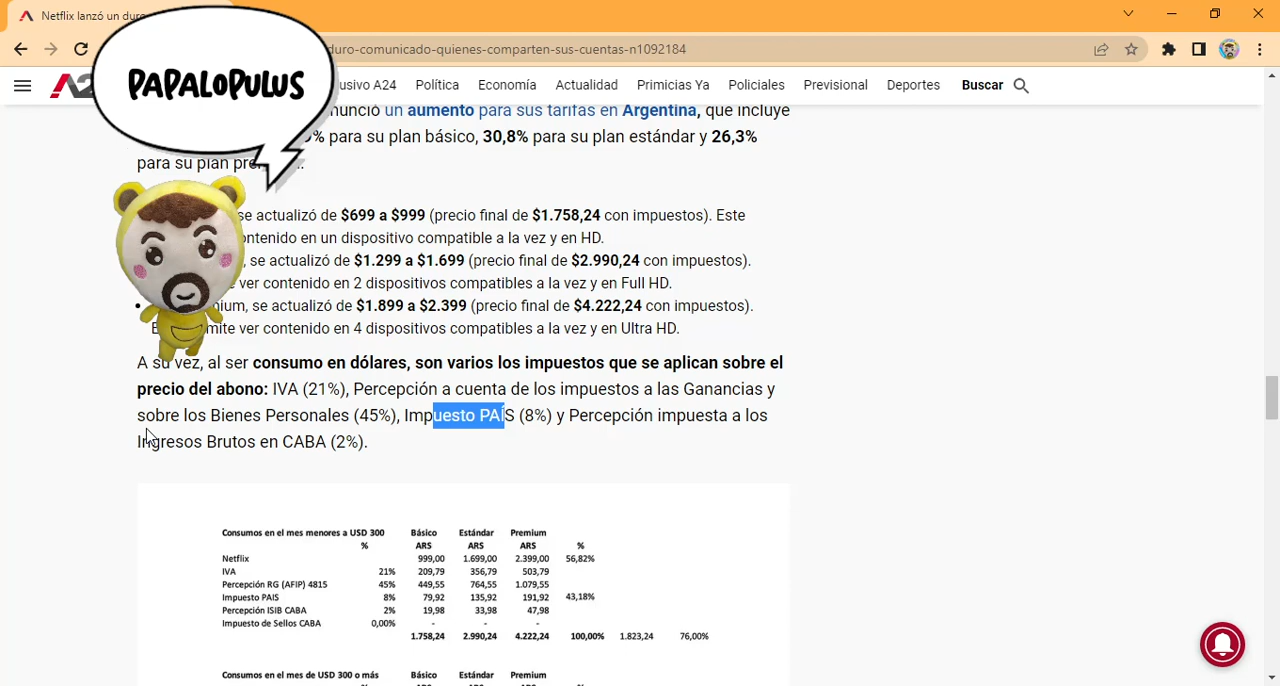 Netflix lanzó un duro
duro-comunicado-quienes-comparten-sus-cuentas-n1092184
PAPALOPULUS
Política Economía Actualidad Primicias Ya Policiales Previsional Deportes Buscar
un aumento para sus tarifas en Argentina, que incluye
para su plan básico, 30,8% para su plan estándar y 26,3%
para su plan
se actualizó de $699 a $999 (precio final de $1.758,24 con impuestos). Este
en un dispositivo compatible a la vez y en HD.
se actualizó de $1.299 a $1.699 (precio final de $2.990,24 con impuestos).
ver contenido en 2 dispositivos compatibles a la vez y en Full HD.
se actualizó de $1.899 a $2.399 (precio final de $4.222,24 con impuestos).
ver contenido en 4 dispositivos compatibles a la vez y en Ultra HD.
A su vez, al ser consumo en dólares, son varios los impuestos que se aplican sobre el
precio del abono: IVA (21%), Percepción a cuenta de los impuestos a las Ganancias y
sobre los Bienes Personales (45%), Impuesto PAÍS (8%) y Percepción impuesta a los
Ingresos Brutos en CABA (2%).
Consumos en el mes menores a USD 300 Básico Estándar Premium
% ARS ARS ARS %
Netflix 999,00 1.699,00 2.399,00 56,82%
IVA 21% 209,79 356,79 503,79
Percepción RG (AFIP) 4815 45% 449,55 764,55 1.079,55
Impuesto PAIS 8% 79,92 135,92 191,92 43,18%
Percepción ISIB CABA 2% 19,98 33,98 47,98
Impuesto de Sellos CABA 0,00% - - -
1.758,24 2.990,24 4.222,24 100,00% 1.823,24 76,00%
Consumos en el mes de USD 300 o más Básico Estándar Premium